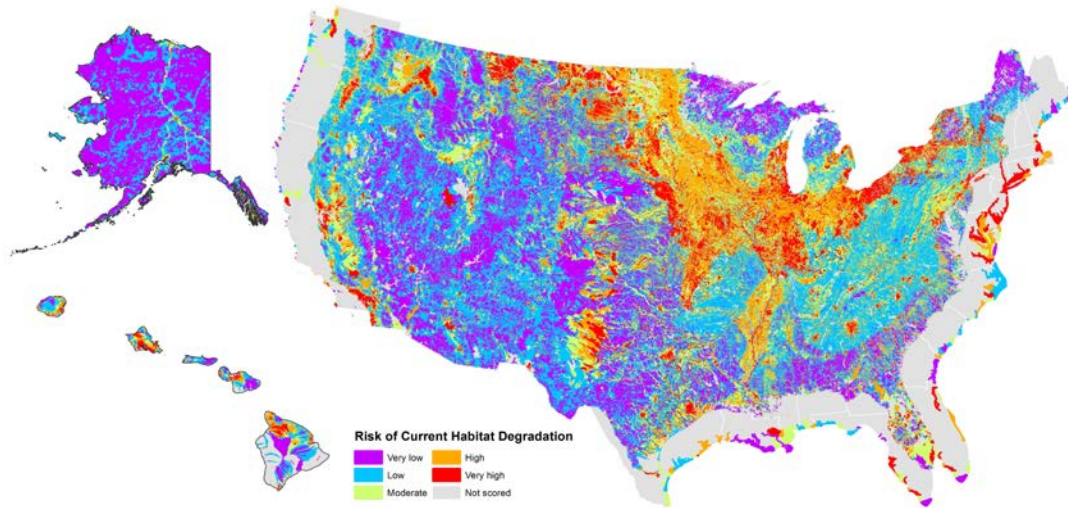 Risk of Current Habitat Degradation
Very low
Low
Moderate
High
Very high
Not scored